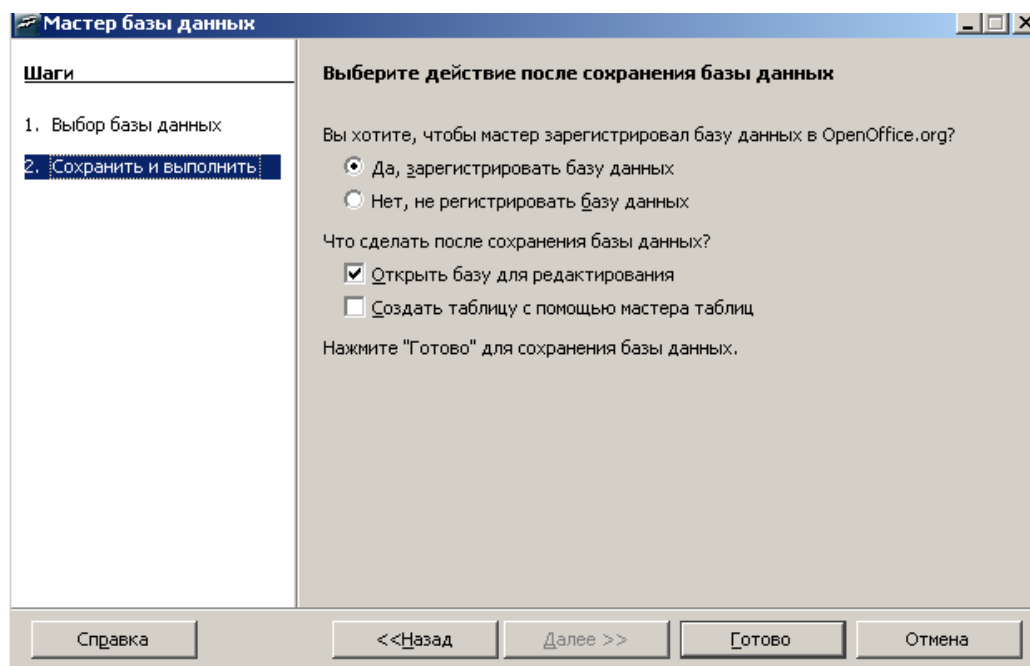 Мастер базы данных
Шаги
1. Выбор базы данных
2. Сохранить и выполнить
Выберите действие после сохранения базы данных
Вы хотите, чтобы мастер зарегистрировал базу данных в OpenOffice.org?
Да, зарегистрировать базу данных
Нет, не регистрировать базу данных
Что сделать после сохранения базы данных?
Открыть базу для редактирования
Создать таблицу с помощью мастера таблиц
Нажмите "Готово" для сохранения базы данных.
Справка
<<Назад
Далее >>
Готово
Отмена